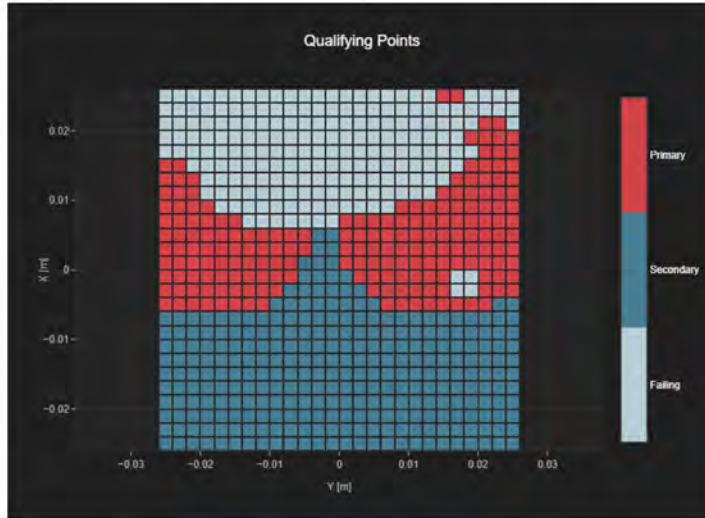 Qualifying Points
0.02
0.01
0
−0.01
−0.02
X [m]
−0.03
−0.02
−0.01
0
0.01
0.02
0.03
Y [m]
Primary
Secondary
Failing